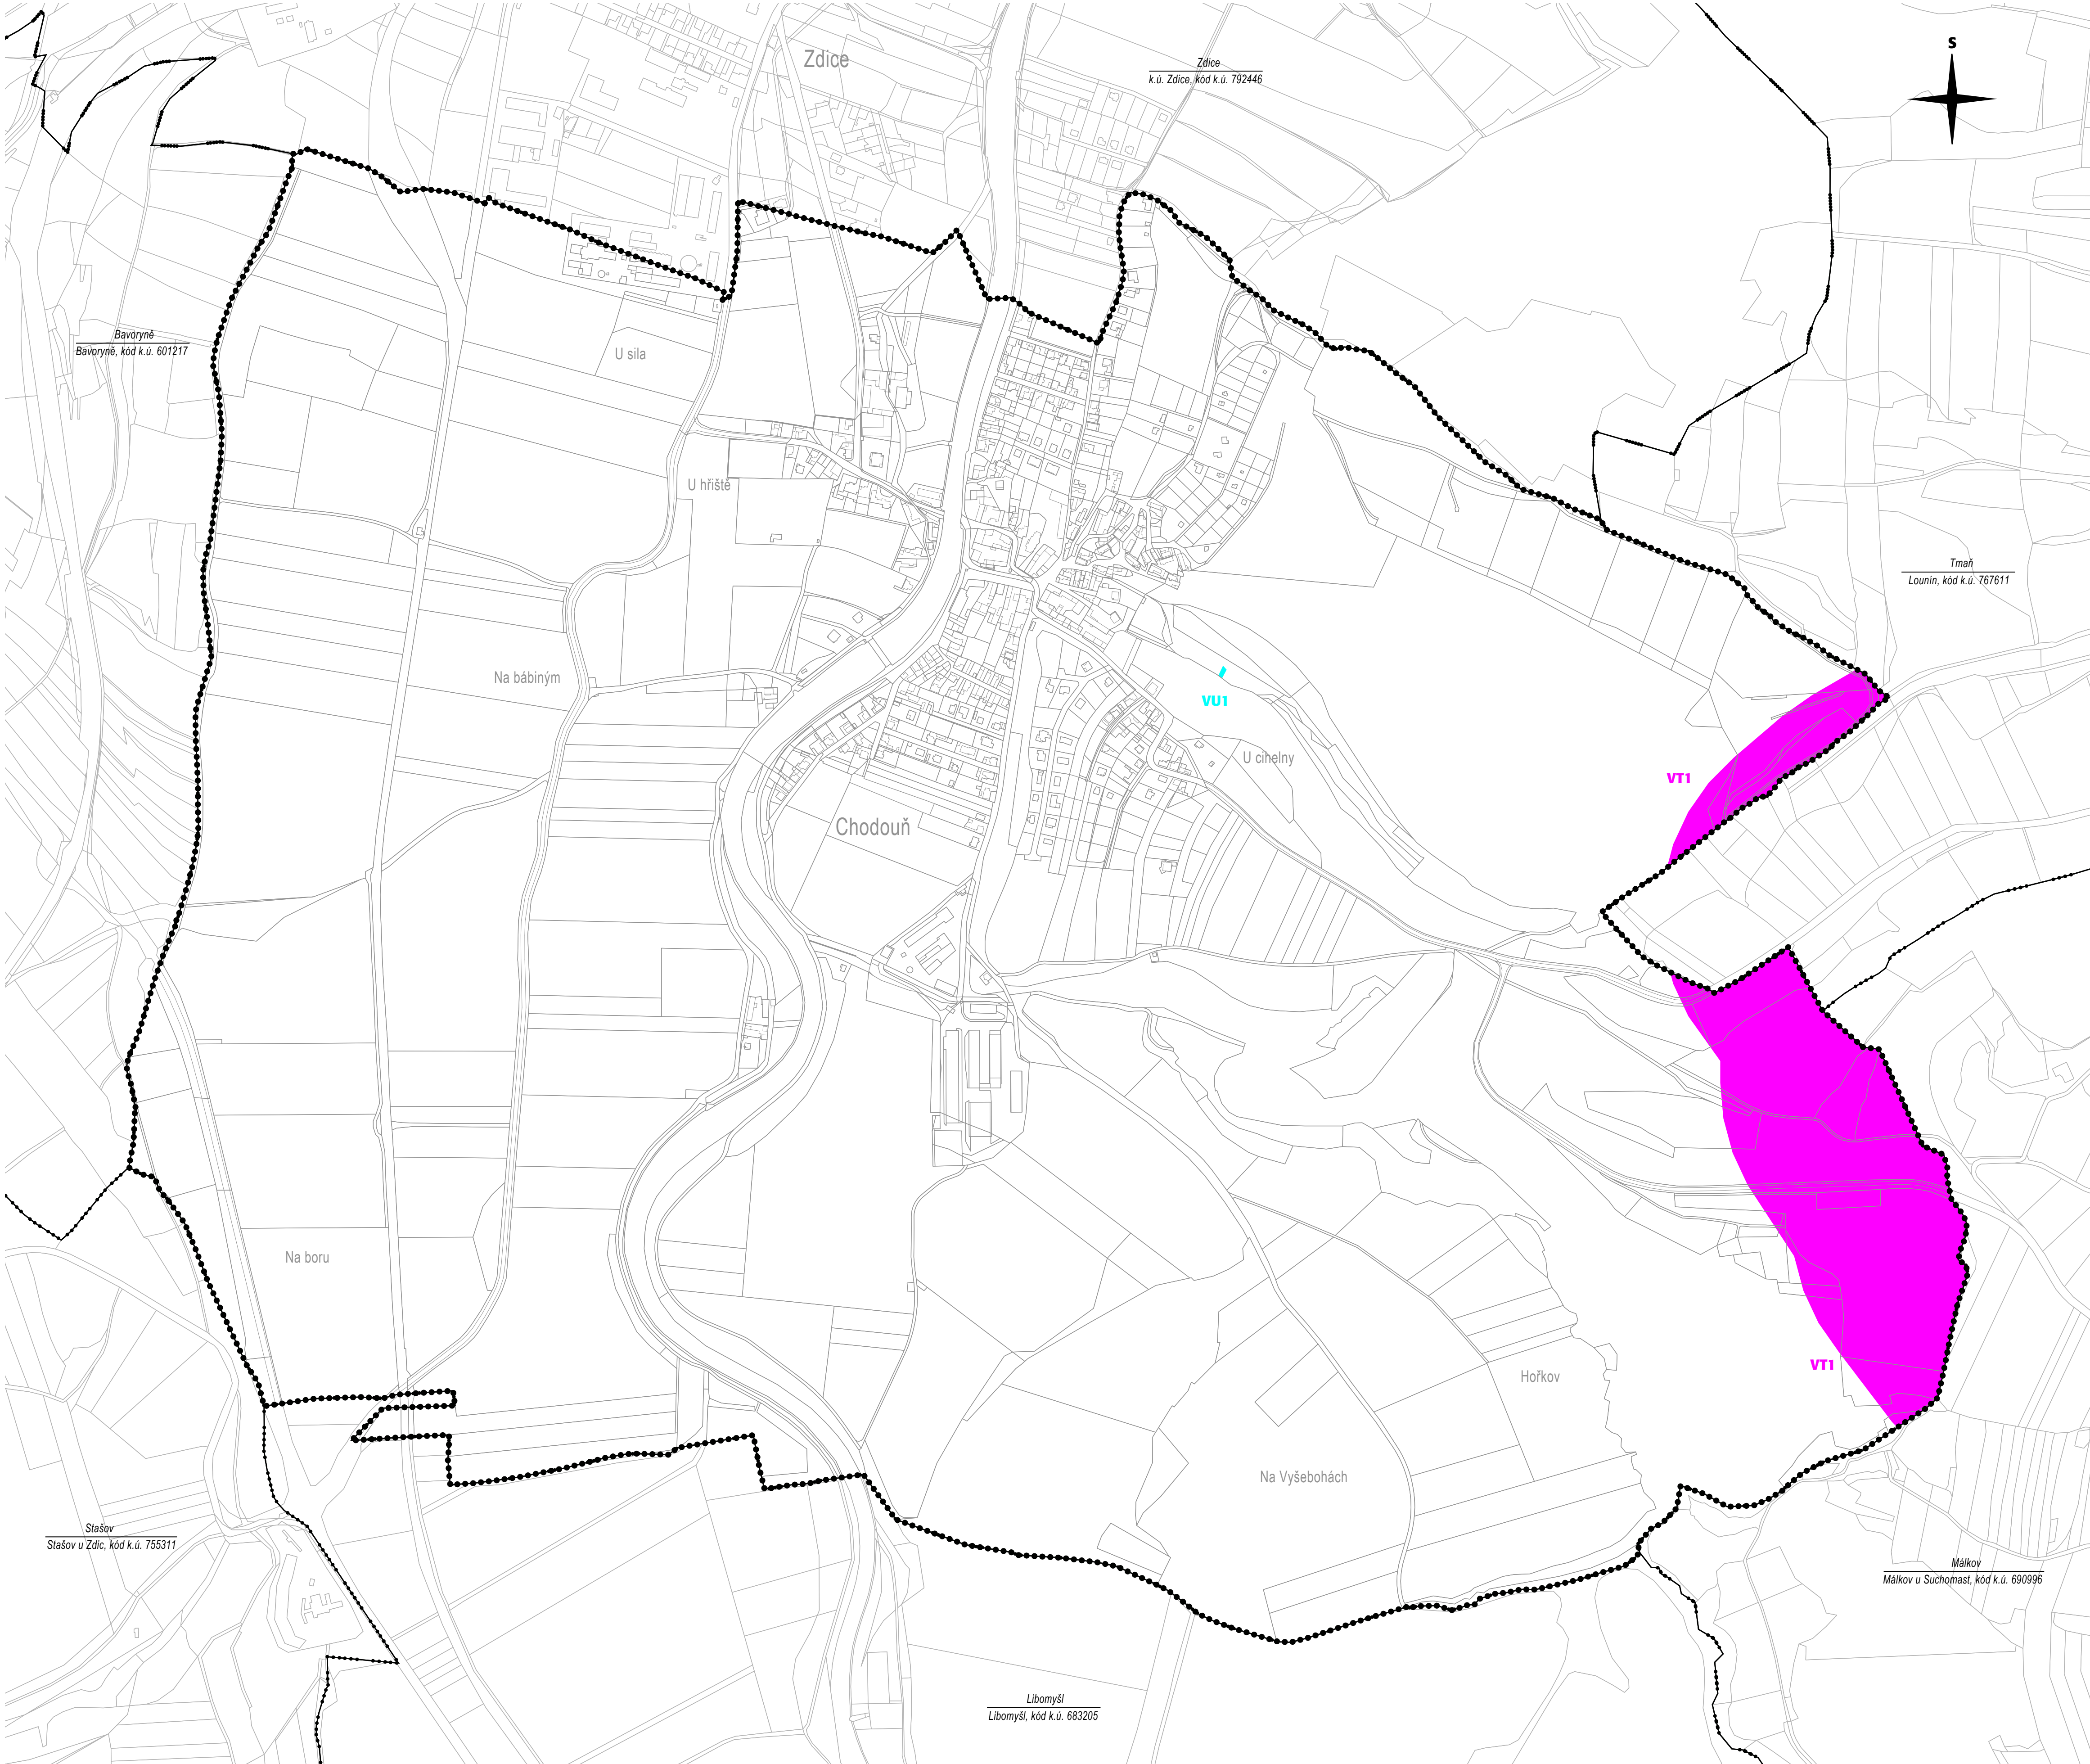 Zdice
Zdice
k.ú. Zdice, kód k.ú. 792446
S
Bavoryně
Bavoryně, kód k.ú. 601217
U sila
U hřiště
Tmaň
Lounín, kód k.ú. 767611
Na bábiným
VU1
U cihelny
VT1
Chodouň
Na boru
VT1
Hořkov
Na Vyšebohách
Stašov
Stašov u Zdic, kód k.ú. 755311
Málkov
Málkov u Suchomast, kód k.ú. 690996
Libomyšl
Libomyšl, kód k.ú. 683205